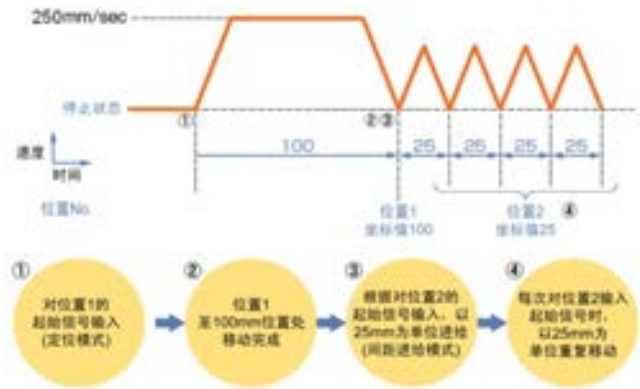 250mm/sec
停止状态
① ②③
100 25 25 25 25
速度
时间
位置No.
位置1
坐标值100
位置2 ④
坐标值25
①
对位置1的
起始信号输入
(定位模式)
②
位置1
至100mm位置处
移动完成
③
根据对位置2的
起始信号输入，以
25mm为单位进给
(间距进给模式)
④
每次对位置2输入
起始信号时，
以25mm为
单位重复移动